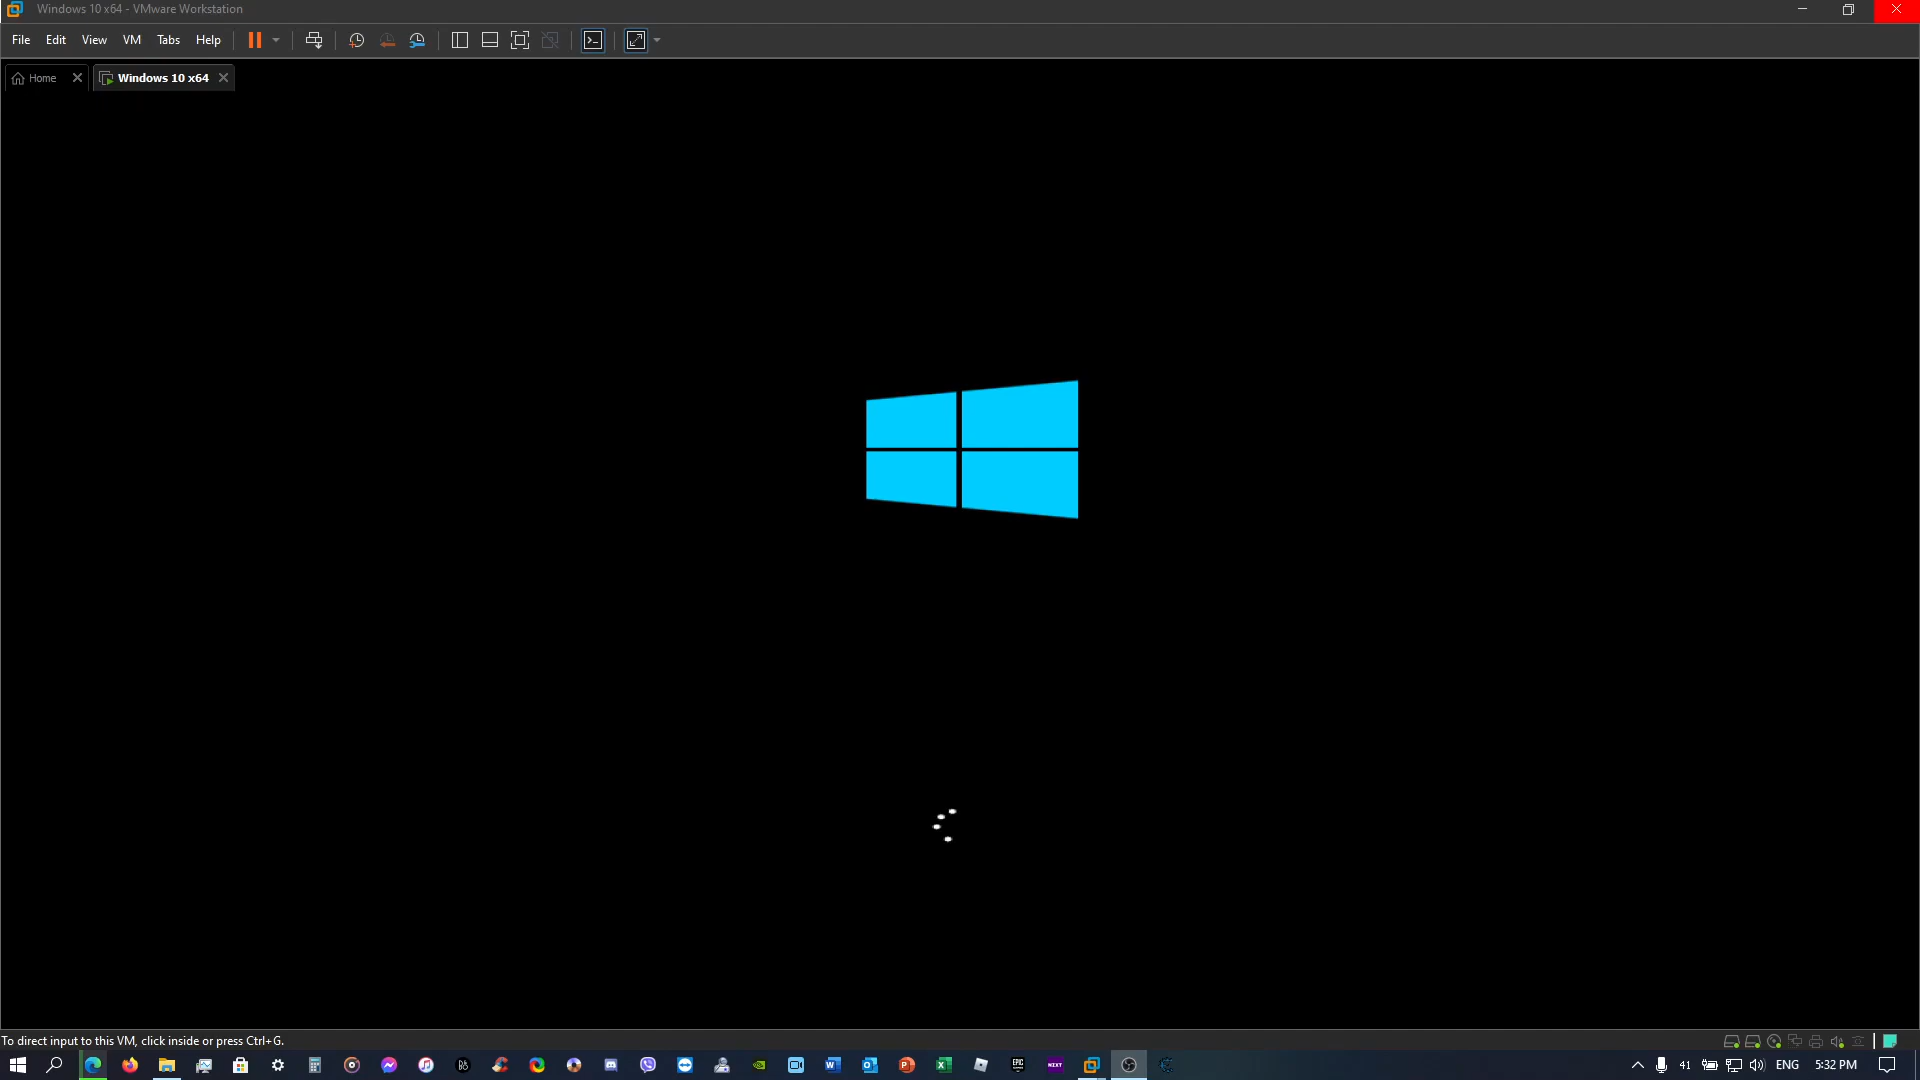 Windows 10 x64 - VMware Workstation
File Edit View VM Tabs Help
Home Windows 10 x64
To direct input to this VM, click inside or press Ctrl+G.
41 ENG 5:32 PM